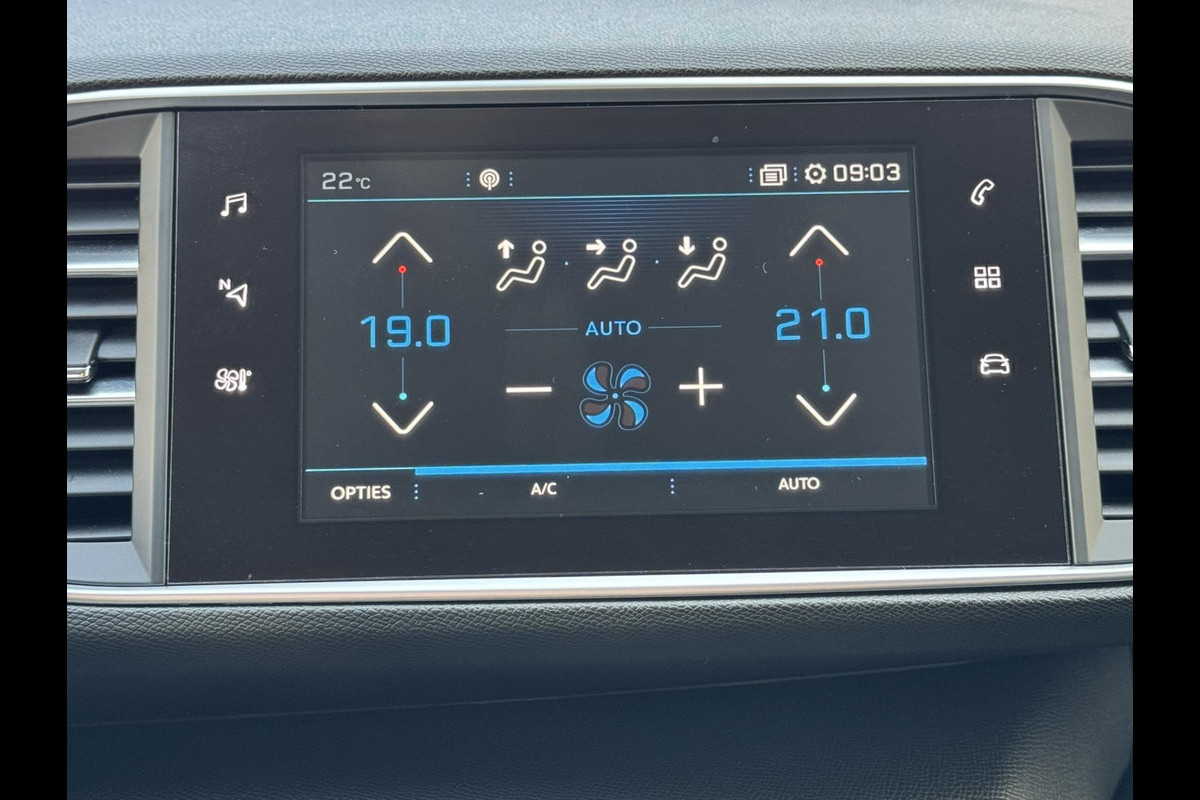 22°C
09:03
N
AUTO
19.0
21.0
OPTIES
A/C
AUTO